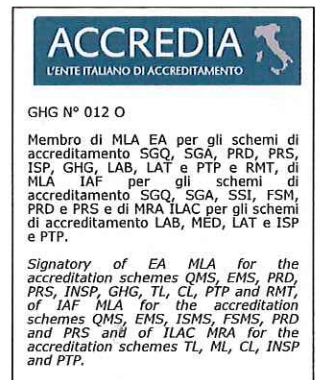 ACCREDIA
L'ENTE ITALIANO DI ACCREDITAMENTO
GHG N° 012 O
Membro di MLA EA per gli schemi di
accreditamento SGQ, SGA, PRD, PRS,
ISP, GHG, LAB, LAT e PTP e RMT, di
MLA IAF per gli schemi di
accreditamento SGQ, SGA, SSI, FSM,
PRD e PRS e di MRA ILAC per gli schemi
di accreditamento LAB, MED, LAT e ISP
e PTP.
Signatory of EA MLA for the
accreditation schemes QMS, EMS, PRD,
PRS, INSP, GHG, TL, CL, PTP and RMT,
of IAF MLA for the accreditation
schemes QMS, EMS, ISMS, FSMS, PRD
and PRS and of ILAC MRA for the
accreditation schemes TL, ML, CL, INSP
and PTP.